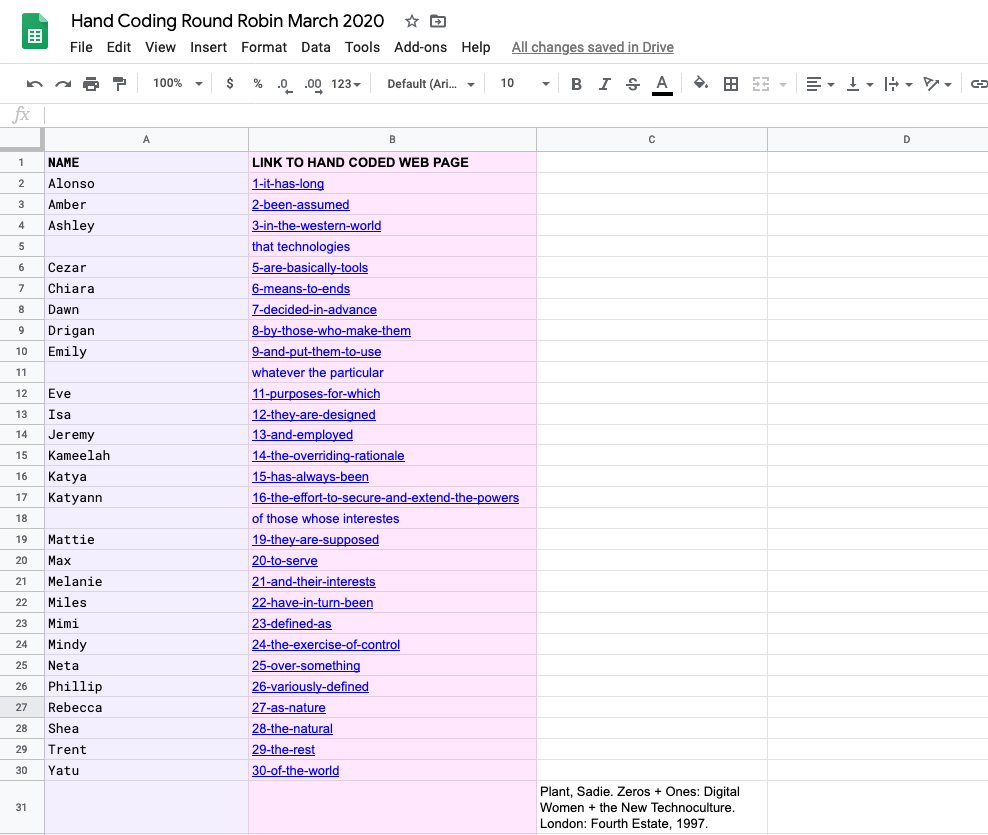 Hand Coding Round Robin March 2020
File Edit View Insert Format Data Tools Add-ons Help All changes saved in Drive
100% $ % .0 .00 123 Default (Ari... 10 B I S A
fx
A B C D
1 NAME LINK TO HAND CODED WEB PAGE
2 Alonso 1-it-has-long
3 Amber 2-been-assumed
4 Ashley 3-in-the-western-world
5 that technologies
6 Cezar 5-are-basically-tools
7 Chiara 6-means-to-ends
8 Dawn 7-decided-in-advance
9 Drigan 8-by-those-who-make-them
10 Emily 9-and-put-them-to-use
11 whatever the particular
12 Eve 11-purposes-for-which
13 Isa 12-they-are-designed
14 Jeremy 13-and-employed
15 Kameelah 14-the-overriding-rationale
16 Katya 15-has-always-been
17 Katyann 16-the-effort-to-secure-and-extend-the-powers
18 of those whose interestes
19 Mattie 19-they-are-supposed
20 Max 20-to-serve
21 Melanie 21-and-their-interests
22 Miles 22-have-in-turn-been
23 Mimi 23-defined-as
24 Mindy 24-the-exercise-of-control
25 Neta 25-over-something
26 Phillip 26-variously-defined
27 Rebecca 27-as-nature
28 Shea 28-the-natural
29 Trent 29-the-rest
30 Yatu 30-of-the-world
31
Plant, Sadie. Zeros + Ones: Digital
Women + the New Technoculture.
London: Fourth Estate, 1997.